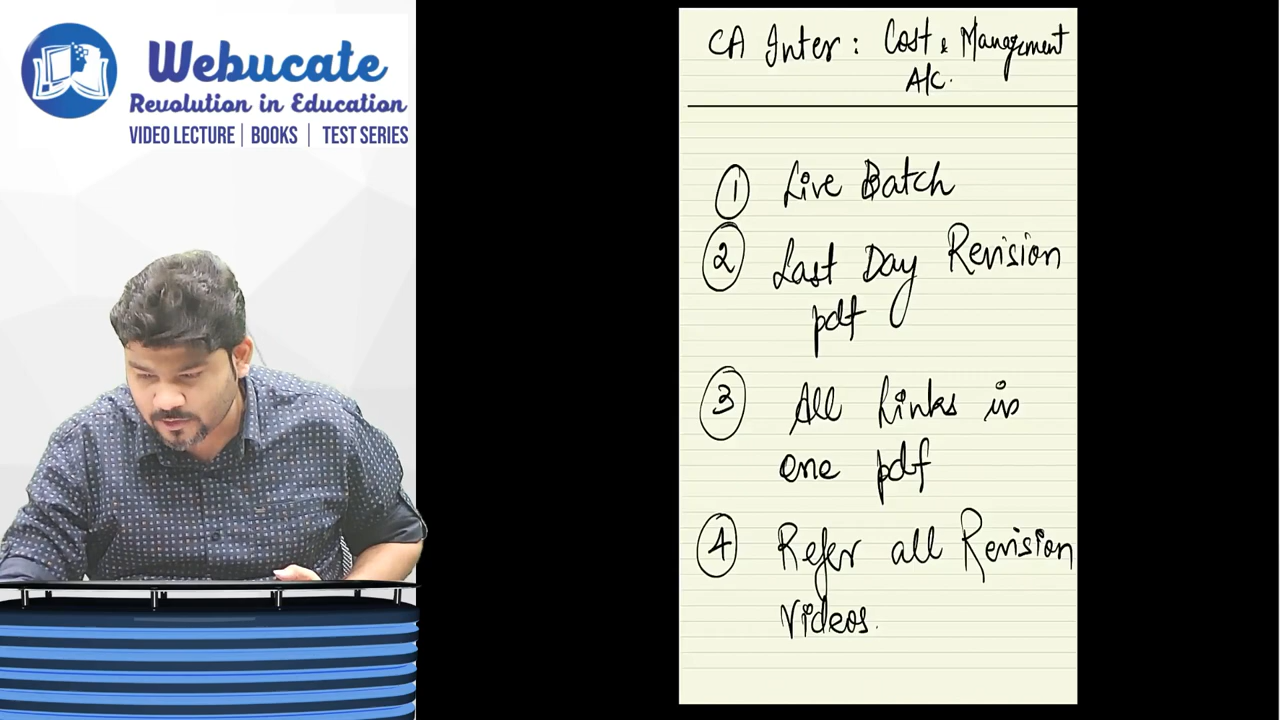 Webucate
Revolution in Education
VIDEO LECTURE | BOOKS | TEST SERIES
CA Inter : Cost & Management
A/c.
1 Live Batch
2 Last Day Revision
pdf
3 All Links in
one pdf
4 Refer all Revision
Videos.